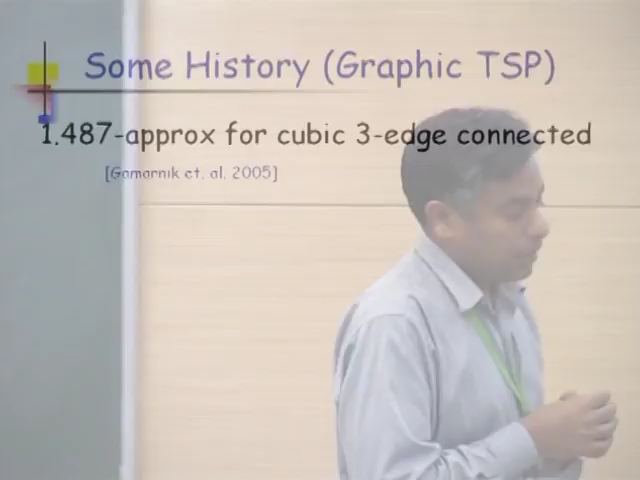 Some History (Graphic TSP)
1.487-approx for cubic 3-edge connected
[Gamarnik et. al. 2005]